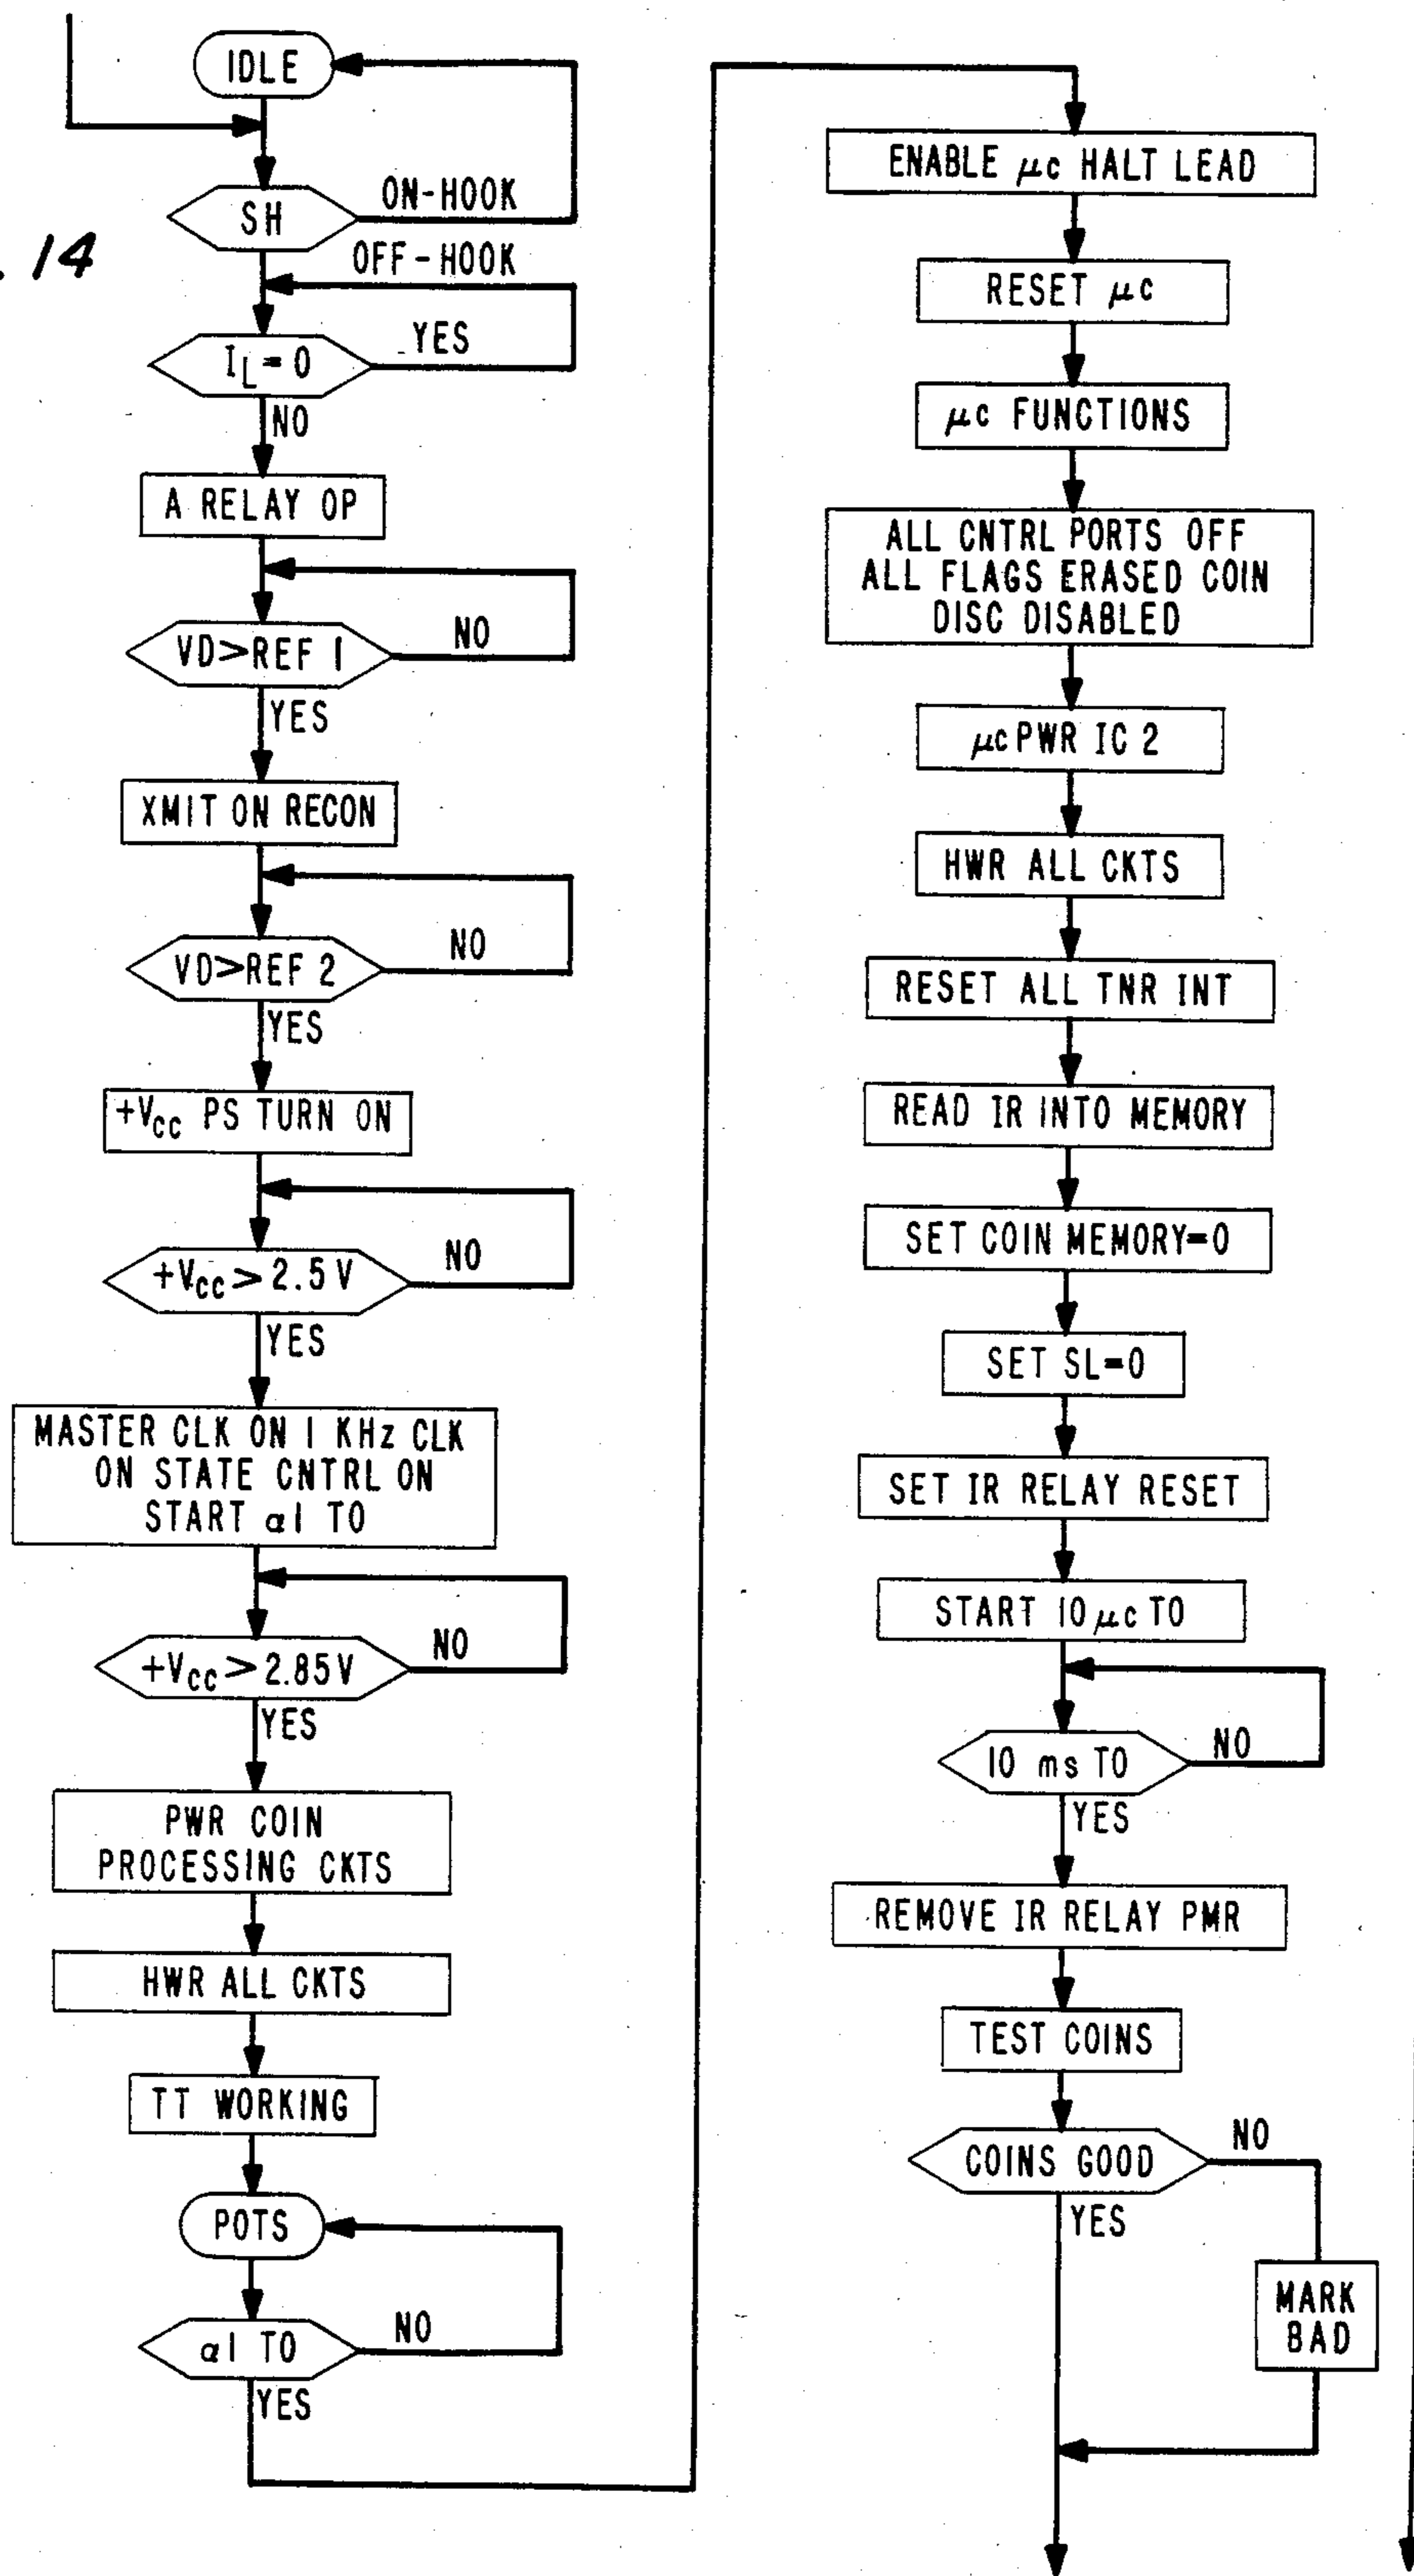 IDLE
SH
ON-HOOK
. 14
OFF-HOOK
I_L = 0
YES
NO
A RELAY OP
VD>REF 1
NO
YES
XMIT ON RECON
VD>REF 2
NO
YES
+Vcc PS TURN ON
+Vcc > 2.5 V
NO
YES
MASTER CLK ON 1 KHz CLK
ON STATE CNTRL ON
START α1 TO
+Vcc > 2.85V
NO
YES
PWR COIN
PROCESSING CKTS
HWR ALL CKTS
TT WORKING
POTS
α1 TO
NO
YES
ENABLE μc HALT LEAD
RESET μc
μc FUNCTIONS
ALL CNTRL PORTS OFF
ALL FLAGS ERASED COIN
DISC DISABLED
μc PWR IC 2
HWR ALL CKTS
RESET ALL TNR INT
READ IR INTO MEMORY
SET COIN MEMORY=0
SET SL=0
SET IR RELAY RESET
START 10 μc TO
10 ms TO
NO
YES
REMOVE IR RELAY PMR
TEST COINS
COINS GOOD
NO
YES
MARK
BAD